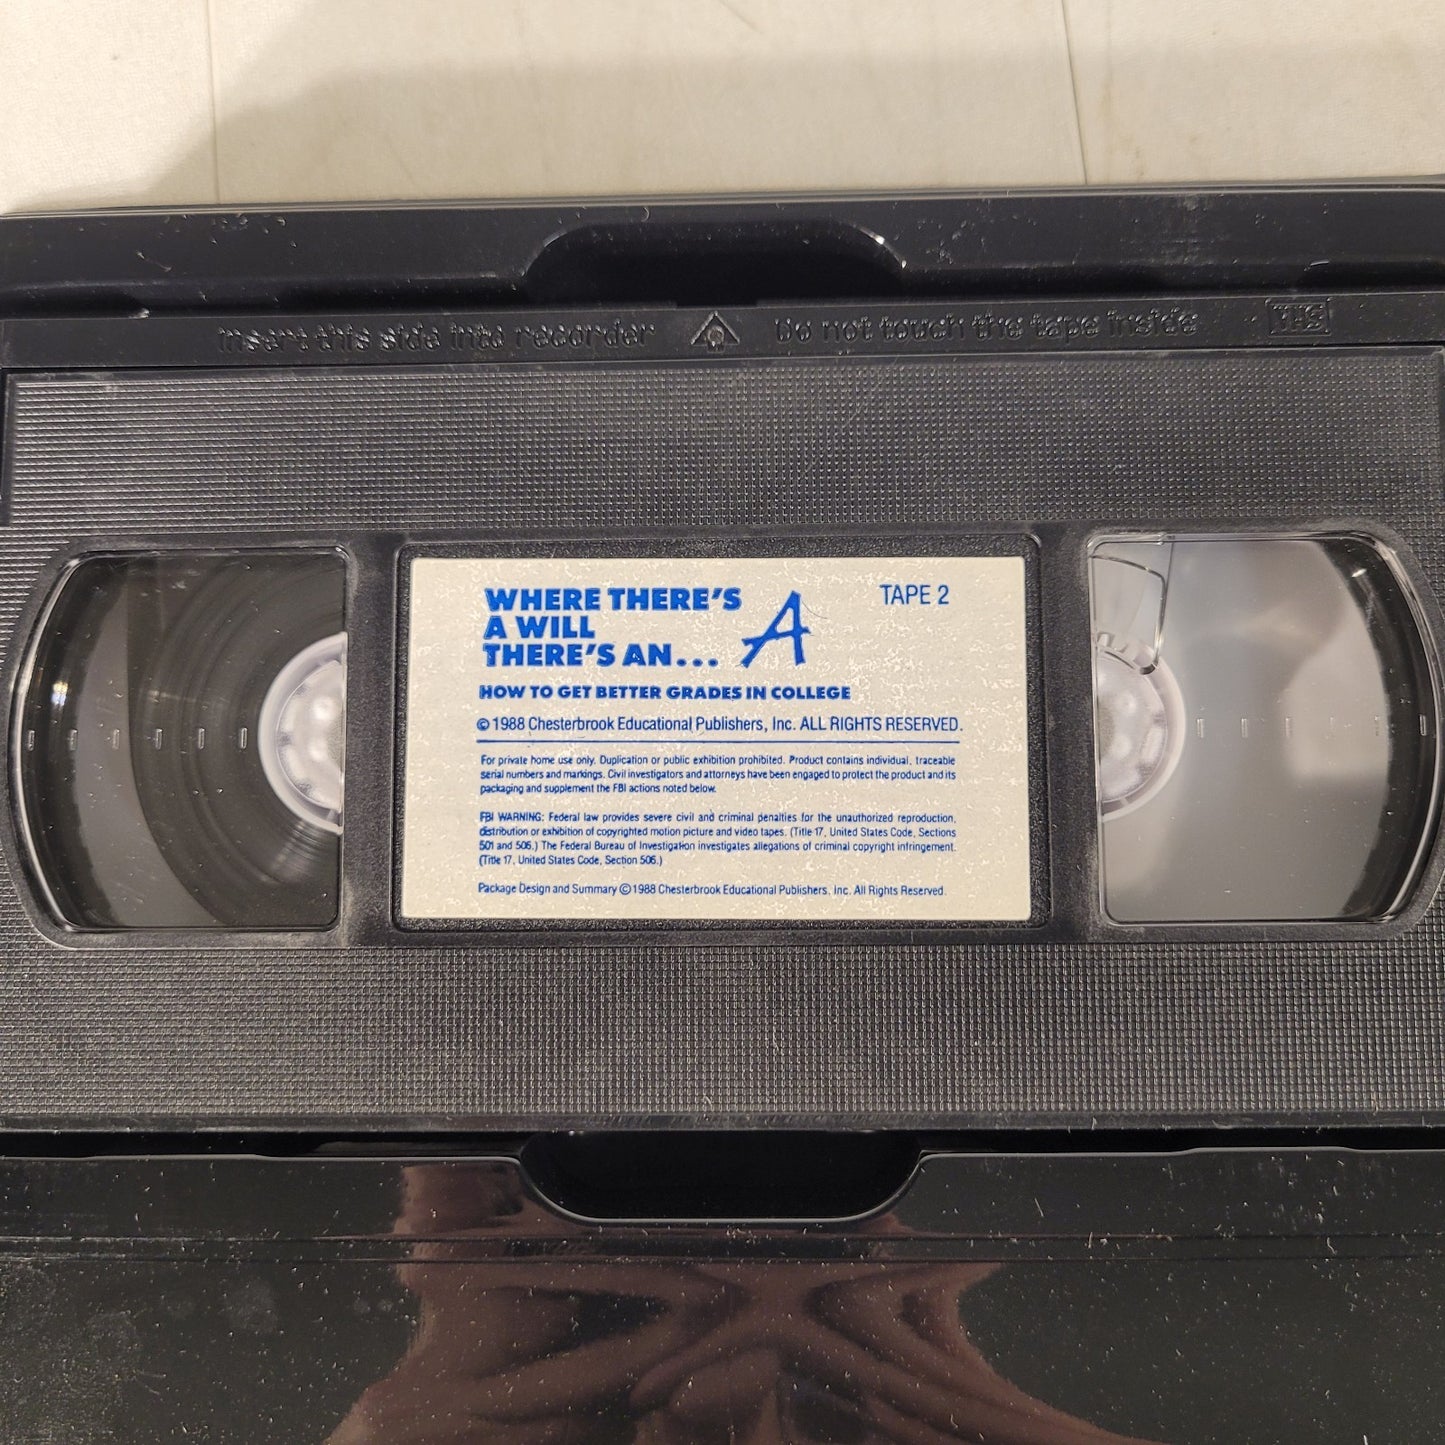 Insert this side into recorder Do not touch the tape inside VHS
WHERE THERE'S
A WILL
THERE'S AN... A
TAPE 2
HOW TO GET BETTER GRADES IN COLLEGE
© 1988 Chesterbrook Educational Publishers, Inc. ALL RIGHTS RESERVED.
For private home use only. Duplication or public exhibition prohibited. Product contains individual, traceable
serial numbers and markings. Civil investigators and attorneys have been engaged to protect the product and its
packaging and supplement the FBI actions noted below.
FBI WARNING: Federal law provides severe civil and criminal penalties for the unauthorized reproduction,
distribution or exhibition of copyrighted motion picture and video tapes. (Title 17, United States Code, Sections
501 and 506.) The Federal Bureau of Investigation investigates allegations of criminal copyright infringement.
(Title 17, United States Code, Section 506.)
Package Design and Summary © 1988 Chesterbrook Educational Publishers, Inc. All Rights Reserved.